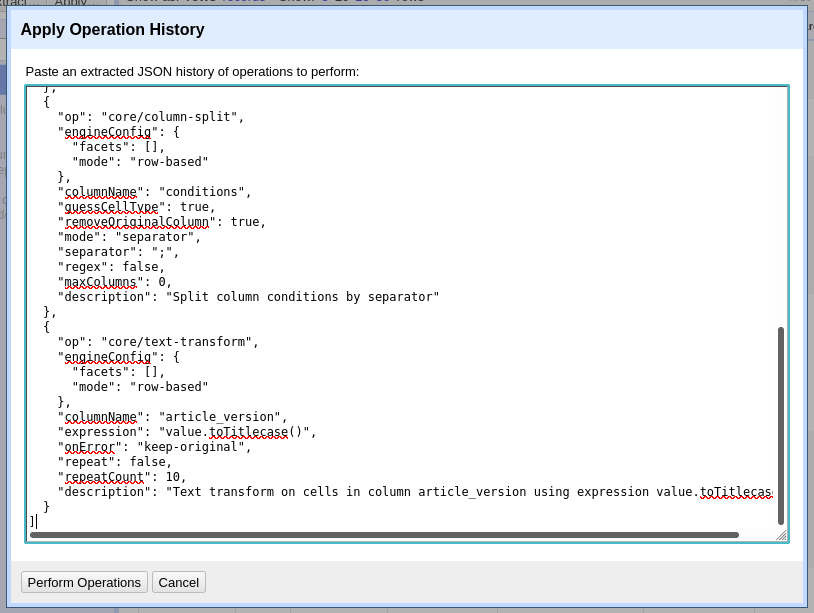 Apply Operation History
Paste an extracted JSON history of operations to perform:
},
{
"op": "core/column-split",
"engineConfig": {
"facets": [],
"mode": "row-based"
},
"columnName": "conditions",
"guessCellType": true,
"removeOriginalColumn": true,
"mode": "separator",
"separator": ";",
"regex": false,
"maxColumns": 0,
"description": "Split column conditions by separator"
},
{
"op": "core/text-transform",
"engineConfig": {
"facets": [],
"mode": "row-based"
},
"columnName": "article_version",
"expression": "value.toTitlecase()",
"onError": "keep-original",
"repeat": false,
"repeatCount": 10,
"description": "Text transform on cells in column article_version using expression value.toTitlecas
}
]
Perform Operations Cancel